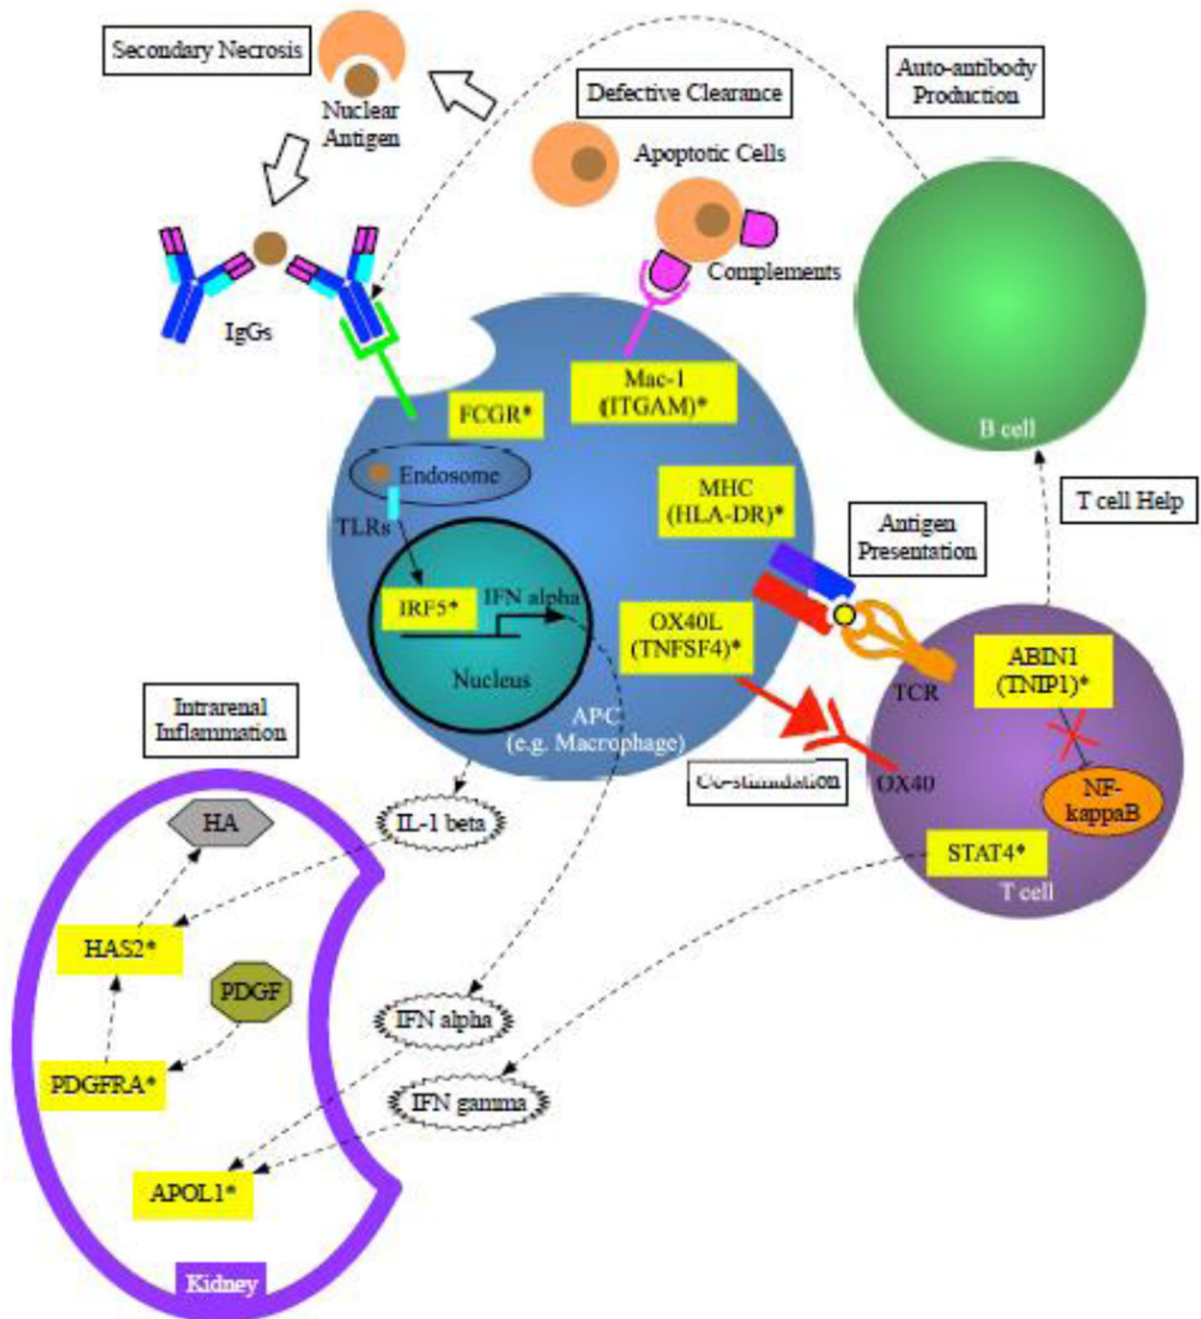 Secondary Necrosis
Nuclear
Antigen
Defective Clearance
Apoptotic Cells
Complements
Auto-antibody
Production
IgGs
Mac-1
(ITGAM)*
FCGR*
B cell
Endosome
TLRs
MHC
(HLA-DR)*
Antigen
Presentation
T cell Help
IRF5*
IFN alpha
Nucleus
OX40L
(TNFSF4)*
TCR
ABIN1
(TNIP1)*
APC
(e.g. Macrophage)
Co-stimulation
OX40
NF-
kappaB
STAT4*
T cell
Intrarenal
Inflammation
HA
IL-1 beta
HAS2*
PDGF
IFN alpha
PDGFRA*
IFN gamma
APOL1*
Kidney